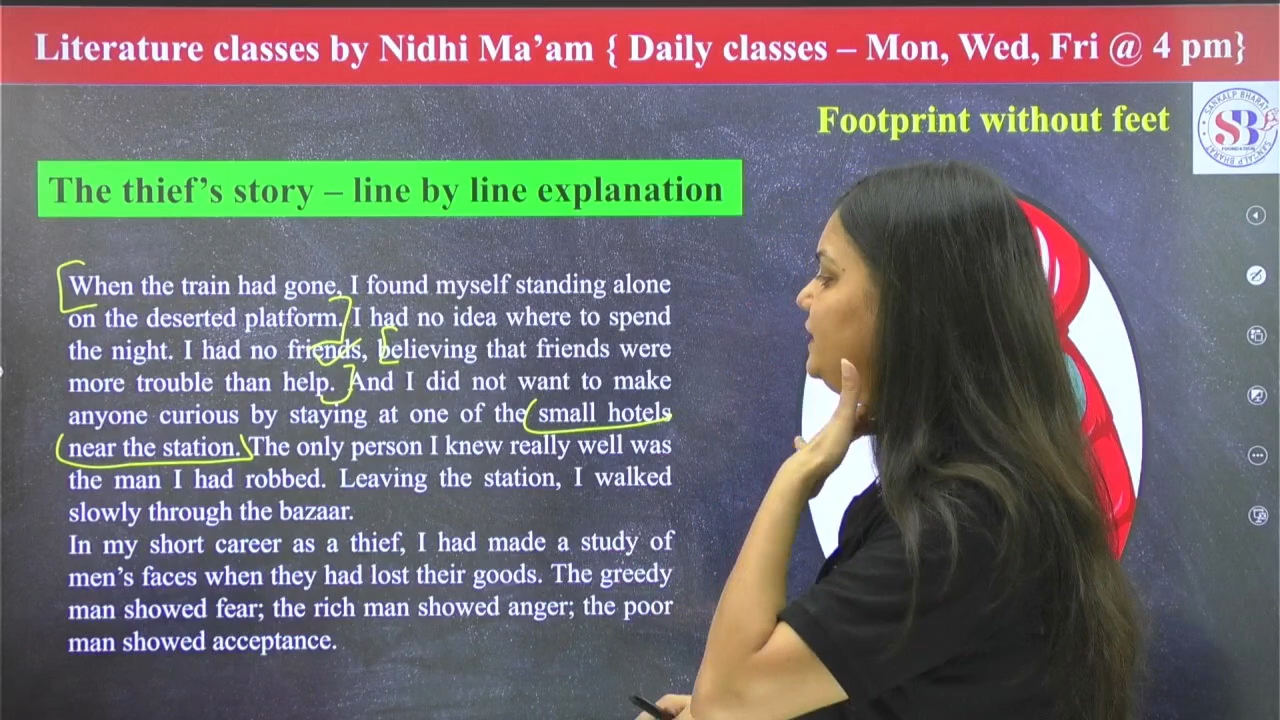 Literature classes by Nidhi Ma’am { Daily classes – Mon, Wed, Fri @ 4 pm}
Footprint without feet
SANKALP BHARAT
SB
The thief’s story – line by line explanation
When the train had gone, I found myself standing alone
on the deserted platform. I had no idea where to spend
the night. I had no friends, believing that friends were
more trouble than help. And I did not want to make
anyone curious by staying at one of the small hotels
near the station. The only person I knew really well was
the man I had robbed. Leaving the station, I walked
slowly through the bazaar.
In my short career as a thief, I had made a study of
men’s faces when they had lost their goods. The greedy
man showed fear; the rich man showed anger; the poor
man showed acceptance.